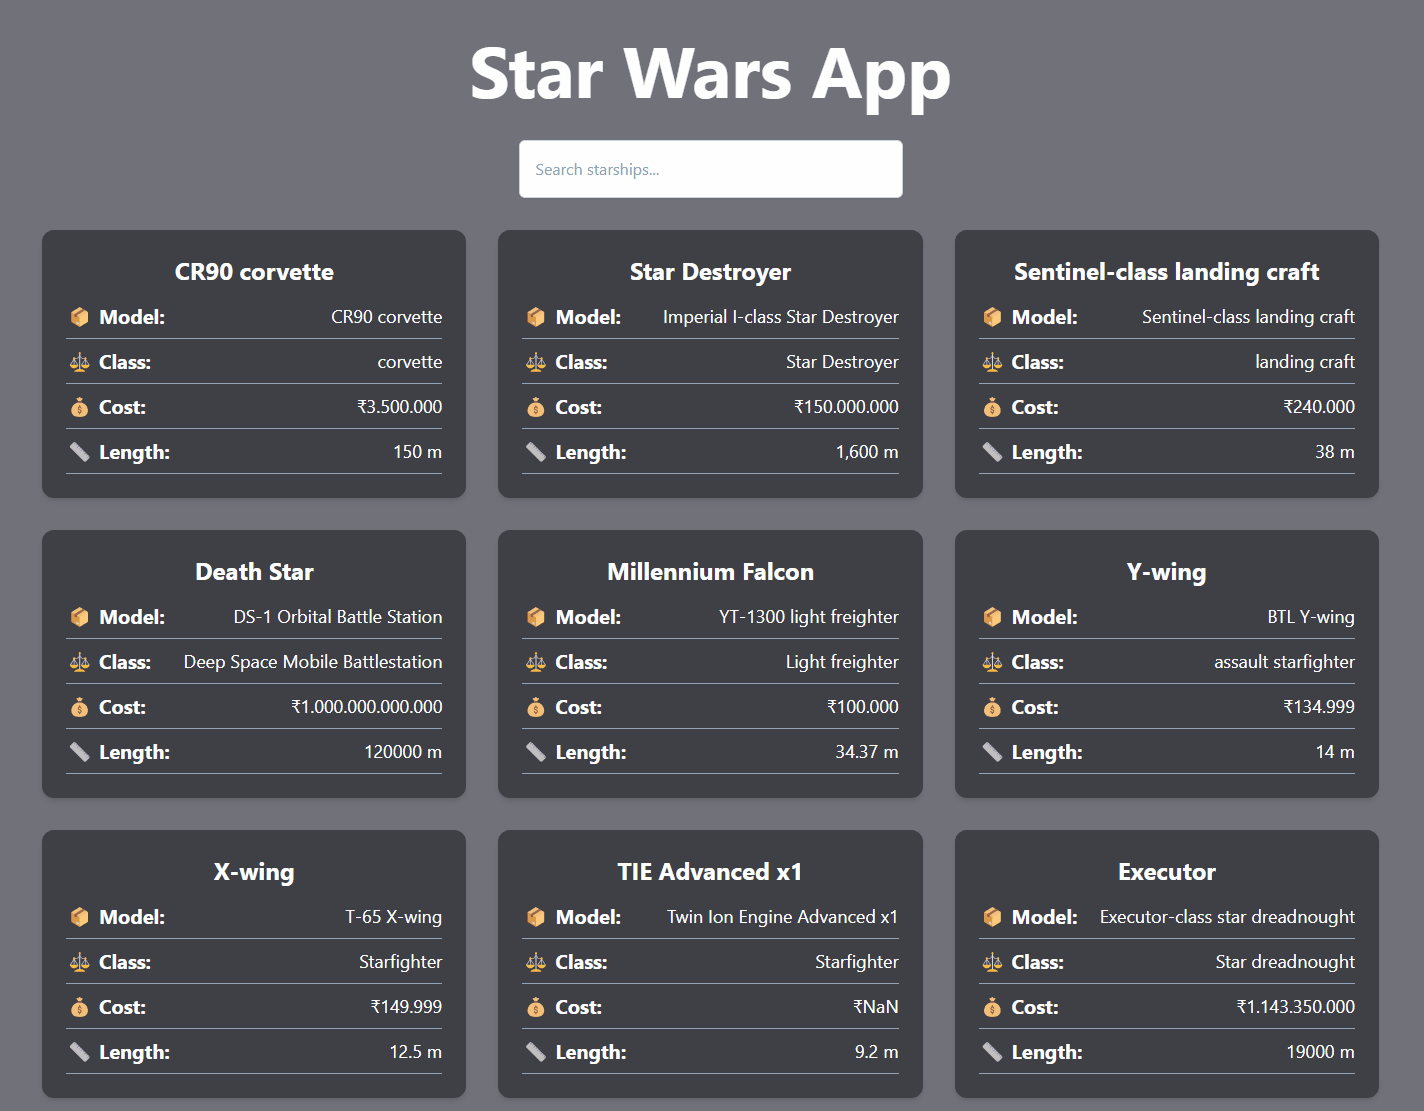 Star Wars App
Search starships...
CR90 corvette
Model: CR90 corvette
Class: corvette
Cost: ₹3.500.000
Length: 150 m
Star Destroyer
Model: Imperial I-class Star Destroyer
Class: Star Destroyer
Cost: ₹150.000.000
Length: 1,600 m
Sentinel-class landing craft
Model: Sentinel-class landing craft
Class: landing craft
Cost: ₹240.000
Length: 38 m
Death Star
Model: DS-1 Orbital Battle Station
Class: Deep Space Mobile Battlestation
Cost: ₹1.000.000.000.000
Length: 120000 m
Millennium Falcon
Model: YT-1300 light freighter
Class: Light freighter
Cost: ₹100.000
Length: 34.37 m
Y-wing
Model: BTL Y-wing
Class: assault starfighter
Cost: ₹134.999
Length: 14 m
X-wing
Model: T-65 X-wing
Class: Starfighter
Cost: ₹149.999
Length: 12.5 m
TIE Advanced x1
Model: Twin Ion Engine Advanced x1
Class: Starfighter
Cost: ₹NaN
Length: 9.2 m
Executor
Model: Executor-class star dreadnought
Class: Star dreadnought
Cost: ₹1.143.350.000
Length: 19000 m